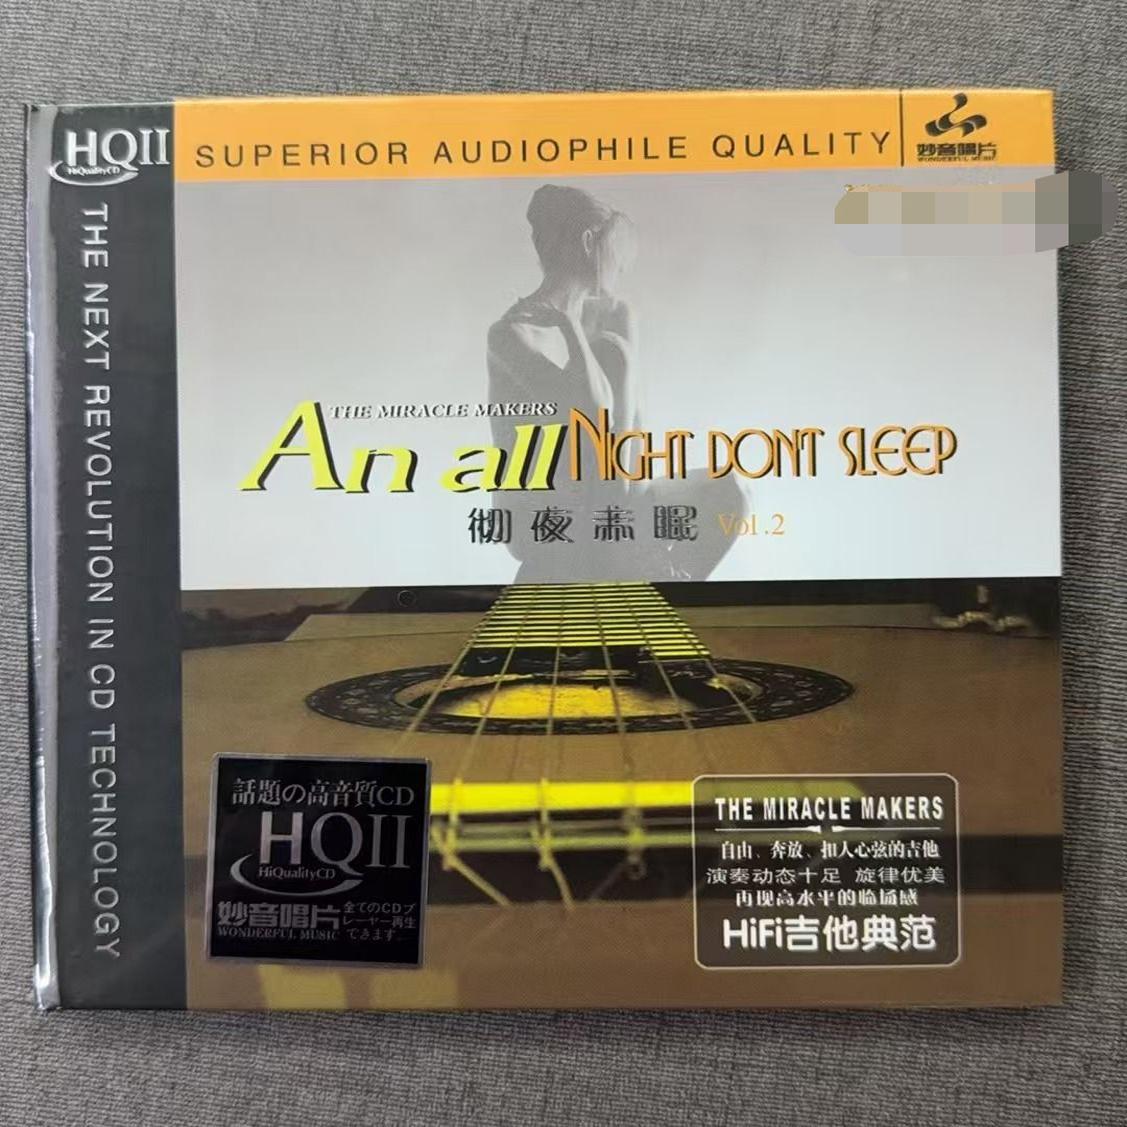 HQII
HiQualityCD
SUPERIOR AUDIOPHILE QUALITY
妙音唱片
WONDERFUL MUSIC
THE NEXT REVOLUTION IN CD TECHNOLOGY
THE MIRACLE MAKERS
An all NIGHT DON'T SLEEP
彻夜未眠 Vol.2
話題の高音質CD
HQII
HiQualityCD
妙音唱片
WONDERFUL MUSIC
全てのCDプ
レーヤー再生
できます。
THE MIRACLE MAKERS
自由、奔放、扣人心弦的吉他
演奏动态十足 旋律优美
再现高水平的临场感
HiFi吉他典范